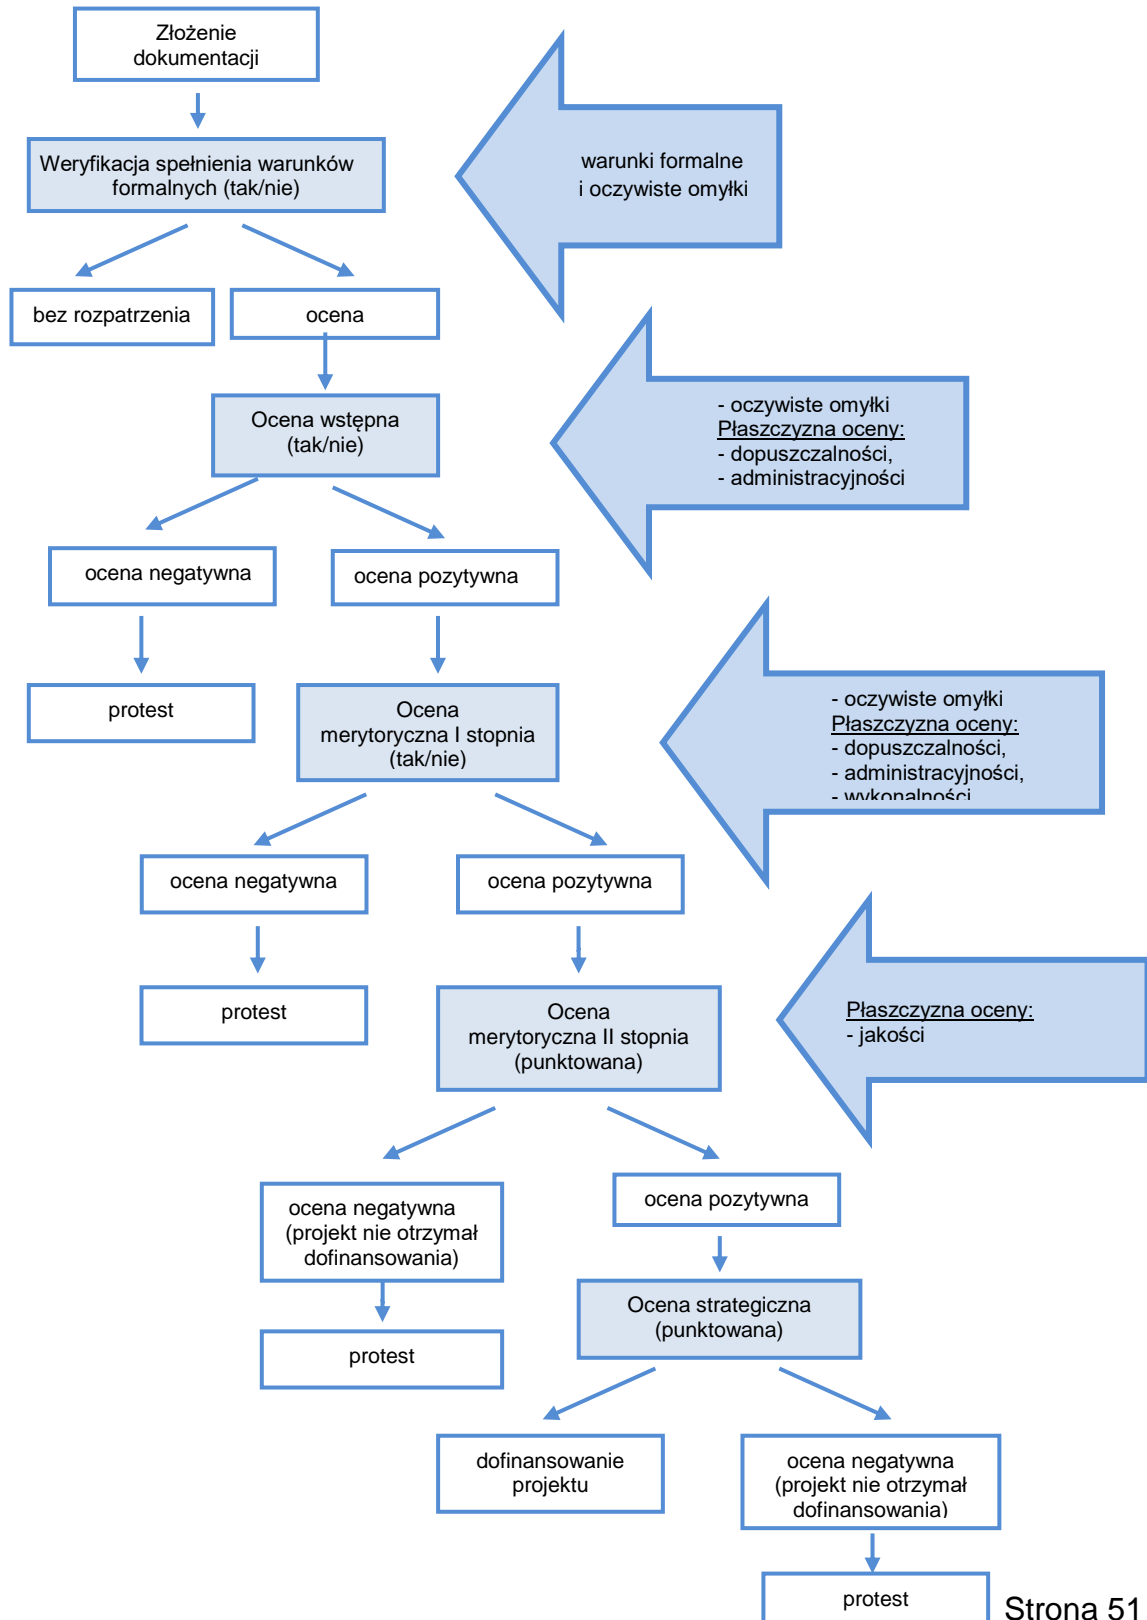 Złożenie
dokumentacji
Weryfikacja spełnienia warunków
formalnych (tak/nie)
warunki formalne
i oczywiste omyłki
bez rozpatrzenia
ocena
Ocena wstępna
(tak/nie)
- oczywiste omyłki
Płaszczyzna oceny:
- dopuszczalności,
- administracyjności
ocena negatywna
ocena pozytywna
protest
Ocena
merytoryczna I stopnia
(tak/nie)
- oczywiste omyłki
Płaszczyzna oceny:
- dopuszczalności,
- administracyjności,
- wykonalności
ocena negatywna
ocena pozytywna
protest
Ocena
merytoryczna II stopnia
(punktowana)
Płaszczyzna oceny:
- jakości
ocena negatywna
(projekt nie otrzymał
dofinansowania)
ocena pozytywna
protest
Ocena strategiczna
(punktowana)
dofinansowanie
projektu
ocena negatywna
(projekt nie otrzymał
dofinansowania)
protest
Strona 51